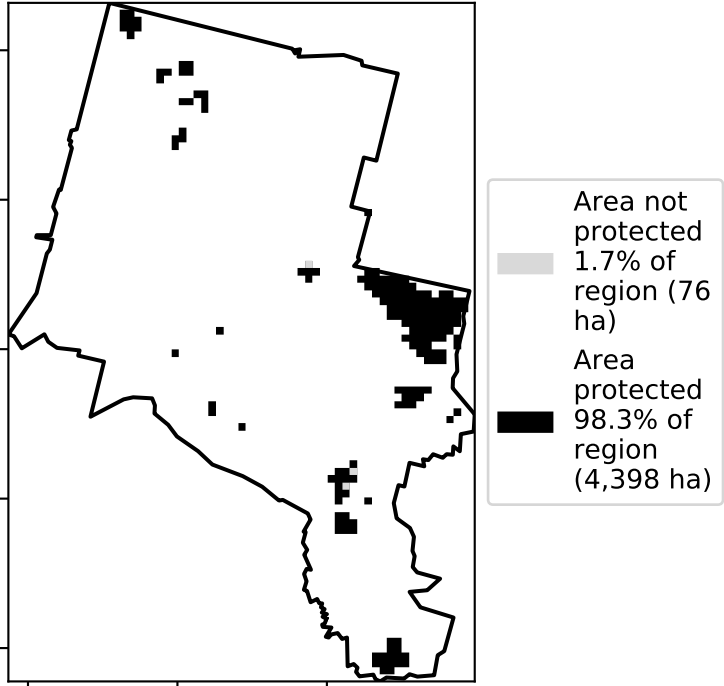 Area not
protected
1.7% of
region (76
ha)
Area
protected
98.3% of
region
(4,398 ha)